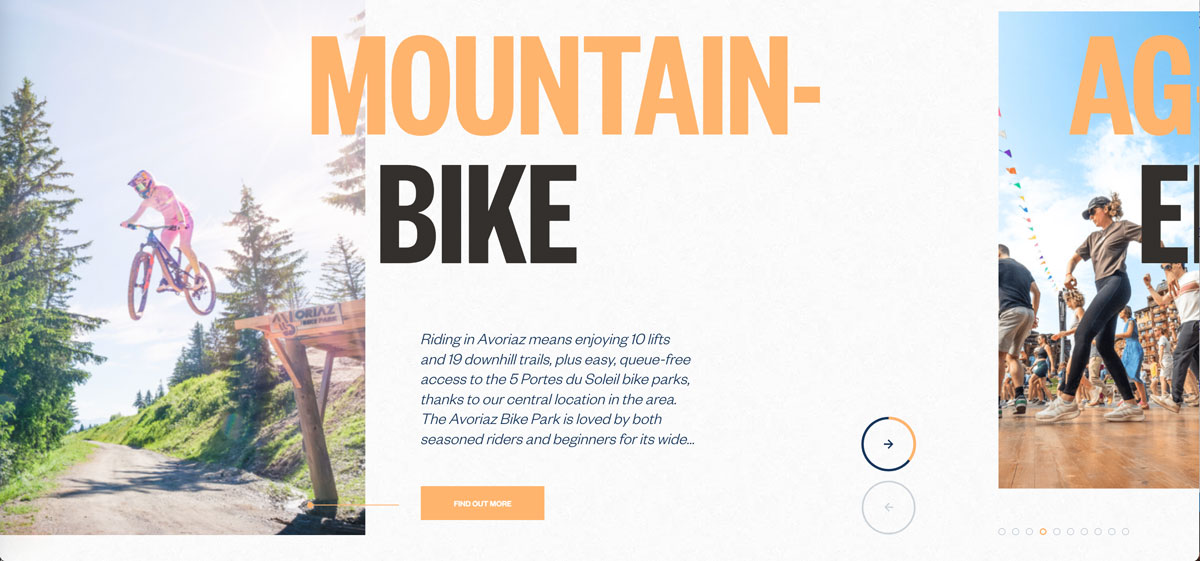 MOUNTAIN-
BIKE
ORIAZ
BIKE PARK
Riding in Avoriaz means enjoying 10 lifts
and 19 downhill trails, plus easy, queue-free
access to the 5 Portes du Soleil bike parks,
thanks to our central location in the area.
The Avoriaz Bike Park is loved by both
seasoned riders and beginners for its wide...
FIND OUT MORE
AG